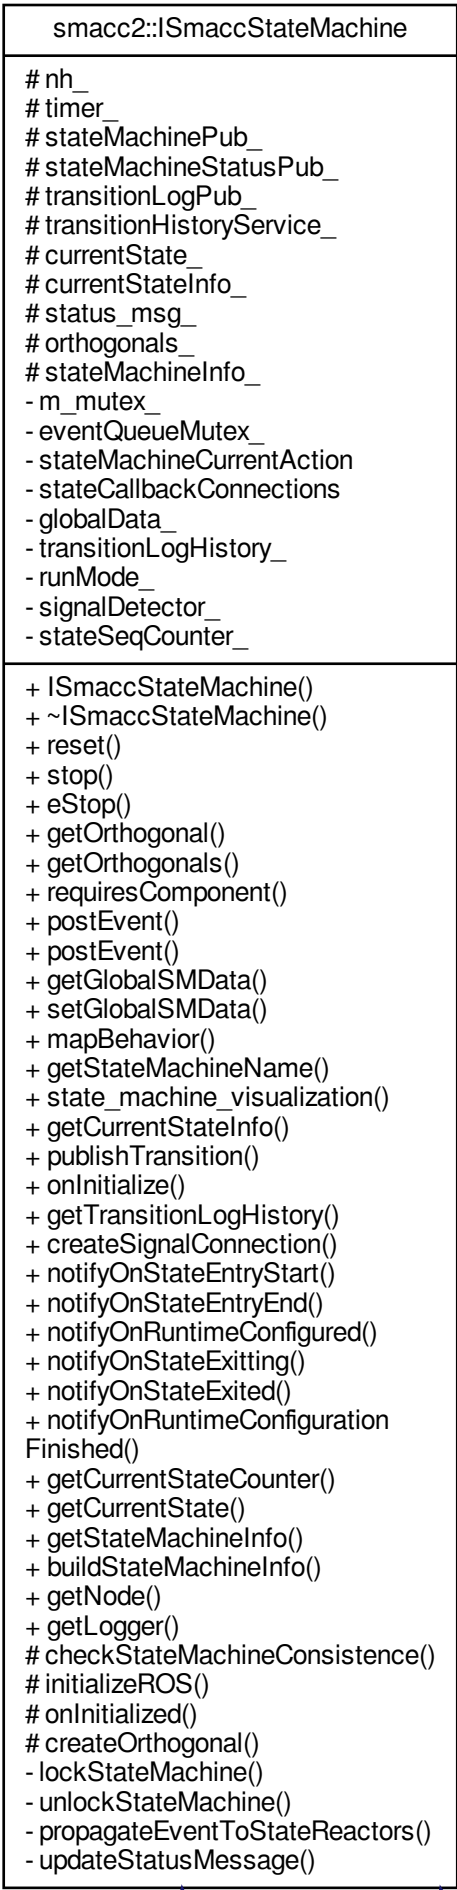 smacc2::ISmaccStateMachine
# nh_
# timer_
# stateMachinePub_
# stateMachineStatusPub_
# transitionLogPub_
# transitionHistoryService_
# currentState_
# currentStateInfo_
# status_msg_
# orthogonals_
# stateMachineInfo_
- m_mutex_
- eventQueueMutex_
- stateMachineCurrentAction
- stateCallbackConnections
- globalData_
- transitionLogHistory_
- runMode_
- signalDetector_
- stateSeqCounter_
+ ISmaccStateMachine()
+ ~ISmaccStateMachine()
+ reset()
+ stop()
+ eStop()
+ getOrthogonal()
+ getOrthogonals()
+ requiresComponent()
+ postEvent()
+ postEvent()
+ getGlobalSMData()
+ setGlobalSMData()
+ mapBehavior()
+ getStateMachineName()
+ state_machine_visualization()
+ getCurrentStateInfo()
+ publishTransition()
+ onInitialize()
+ getTransitionLogHistory()
+ createSignalConnection()
+ notifyOnStateEntryStart()
+ notifyOnStateEntryEnd()
+ notifyOnRuntimeConfigured()
+ notifyOnStateExitting()
+ notifyOnStateExited()
+ notifyOnRuntimeConfiguration
Finished()
+ getCurrentStateCounter()
+ getCurrentState()
+ getStateMachineInfo()
+ buildStateMachineInfo()
+ getNode()
+ getLogger()
# checkStateMachineConsistence()
# initializeROS()
# onInitialized()
# createOrthogonal()
- lockStateMachine()
- unlockStateMachine()
- propagateEventToStateReactors()
- updateStatusMessage()